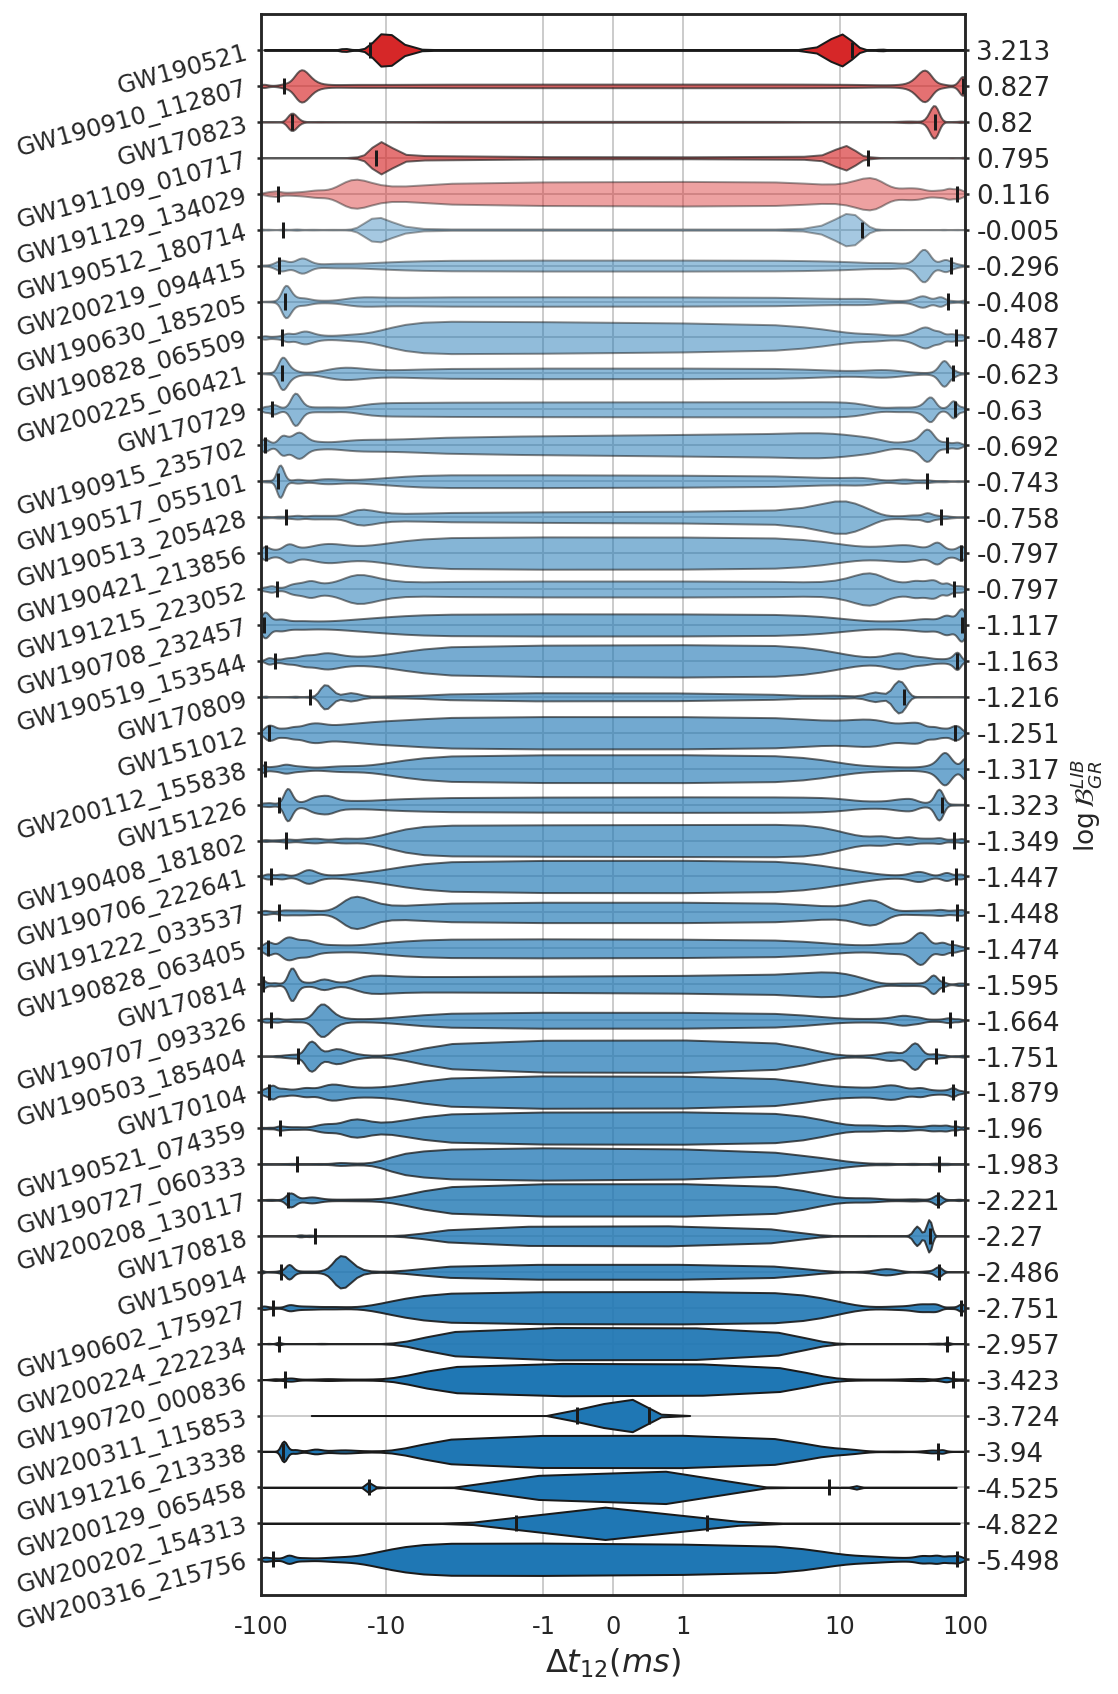 GW190521 3.213
GW190910_112807 0.827
GW170823 0.82
GW191109_010717 0.795
GW191129_134029 0.116
GW190512_180714 -0.005
GW200219_094415 -0.296
GW190630_185205 -0.408
GW190828_065509 -0.487
GW200225_060421 -0.623
GW170729 -0.63
GW190915_235702 -0.692
GW190517_055101 -0.743
GW190513_205428 -0.758
GW190421_213856 -0.797
GW191215_223052 -0.797
GW190708_232457 -1.117
GW190519_153544 -1.163
GW170809 -1.216
GW151012 -1.251
GW200112_155838 -1.317
GW151226 -1.323
GW190408_181802 -1.349
GW190706_222641 -1.447
GW191222_033537 -1.448
GW190828_063405 -1.474
GW170814 -1.595
GW190707_093326 -1.664
GW190503_185404 -1.751
GW170104 -1.879
GW190521_074359 -1.96
GW190727_060333 -1.983
GW200208_130117 -2.221
GW170818 -2.27
GW150914 -2.486
GW190602_175927 -2.751
GW200224_222234 -2.957
GW190720_000836 -3.423
GW200311_115853 -3.724
GW191216_213338 -3.94
GW200129_065458 -4.525
GW200202_154313 -4.822
GW200316_215756 -5.498
-100 -10 -1 0 1 10 100
Δt₁₂(ms)
log 𝓑ᴸᴵᴮ_GR